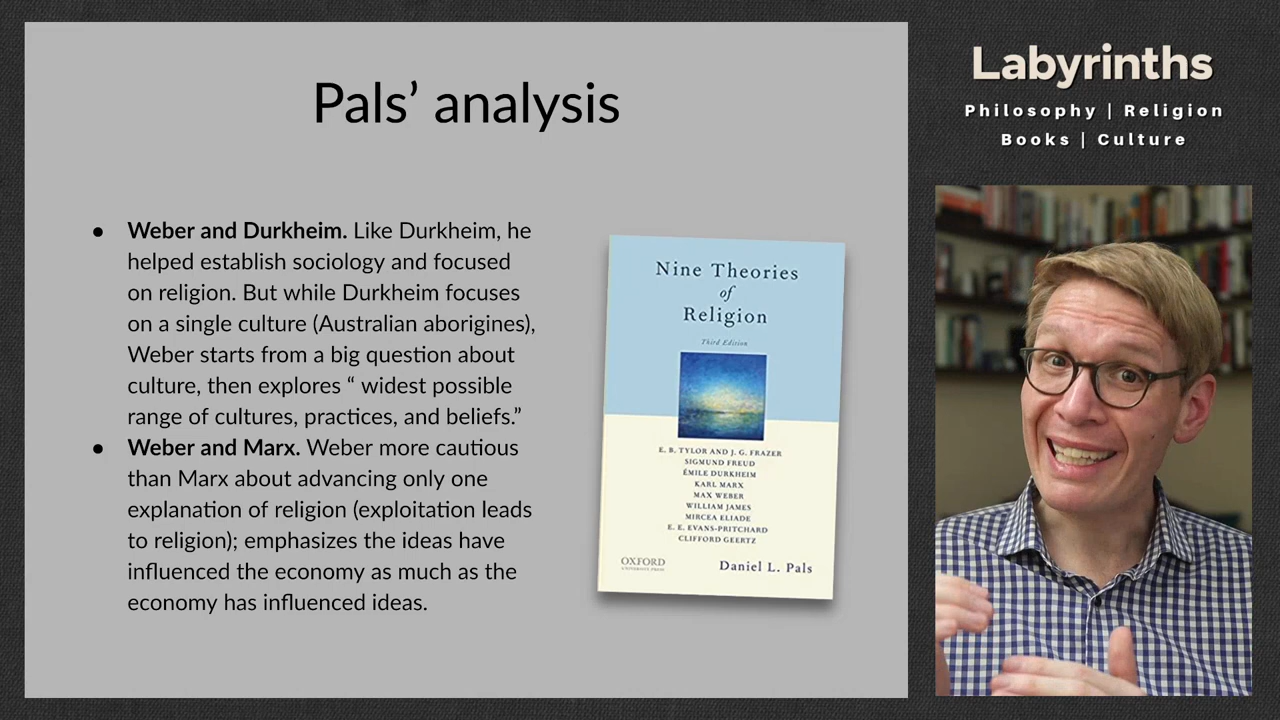 Pals’ analysis
● Weber and Durkheim. Like Durkheim, he
helped establish sociology and focused
on religion. But while Durkheim focuses
on a single culture (Australian aborigines),
Weber starts from a big question about
culture, then explores “ widest possible
range of cultures, practices, and beliefs.”
● Weber and Marx. Weber more cautious
than Marx about advancing only one
explanation of religion (exploitation leads
to religion); emphasizes the ideas have
influenced the economy as much as the
economy has influenced ideas.
Nine Theories
of
Religion
Third Edition
E. B. TYLOR AND J. G. FRAZER
SIGMUND FREUD
ÉMILE DURKHEIM
KARL MARX
MAX WEBER
WILLIAM JAMES
MIRCEA ELIADE
E. E. EVANS-PRITCHARD
CLIFFORD GEERTZ
OXFORD
UNIVERSITY PRESS
Daniel L. Pals
Labyrinths
Philosophy | Religion
Books | Culture